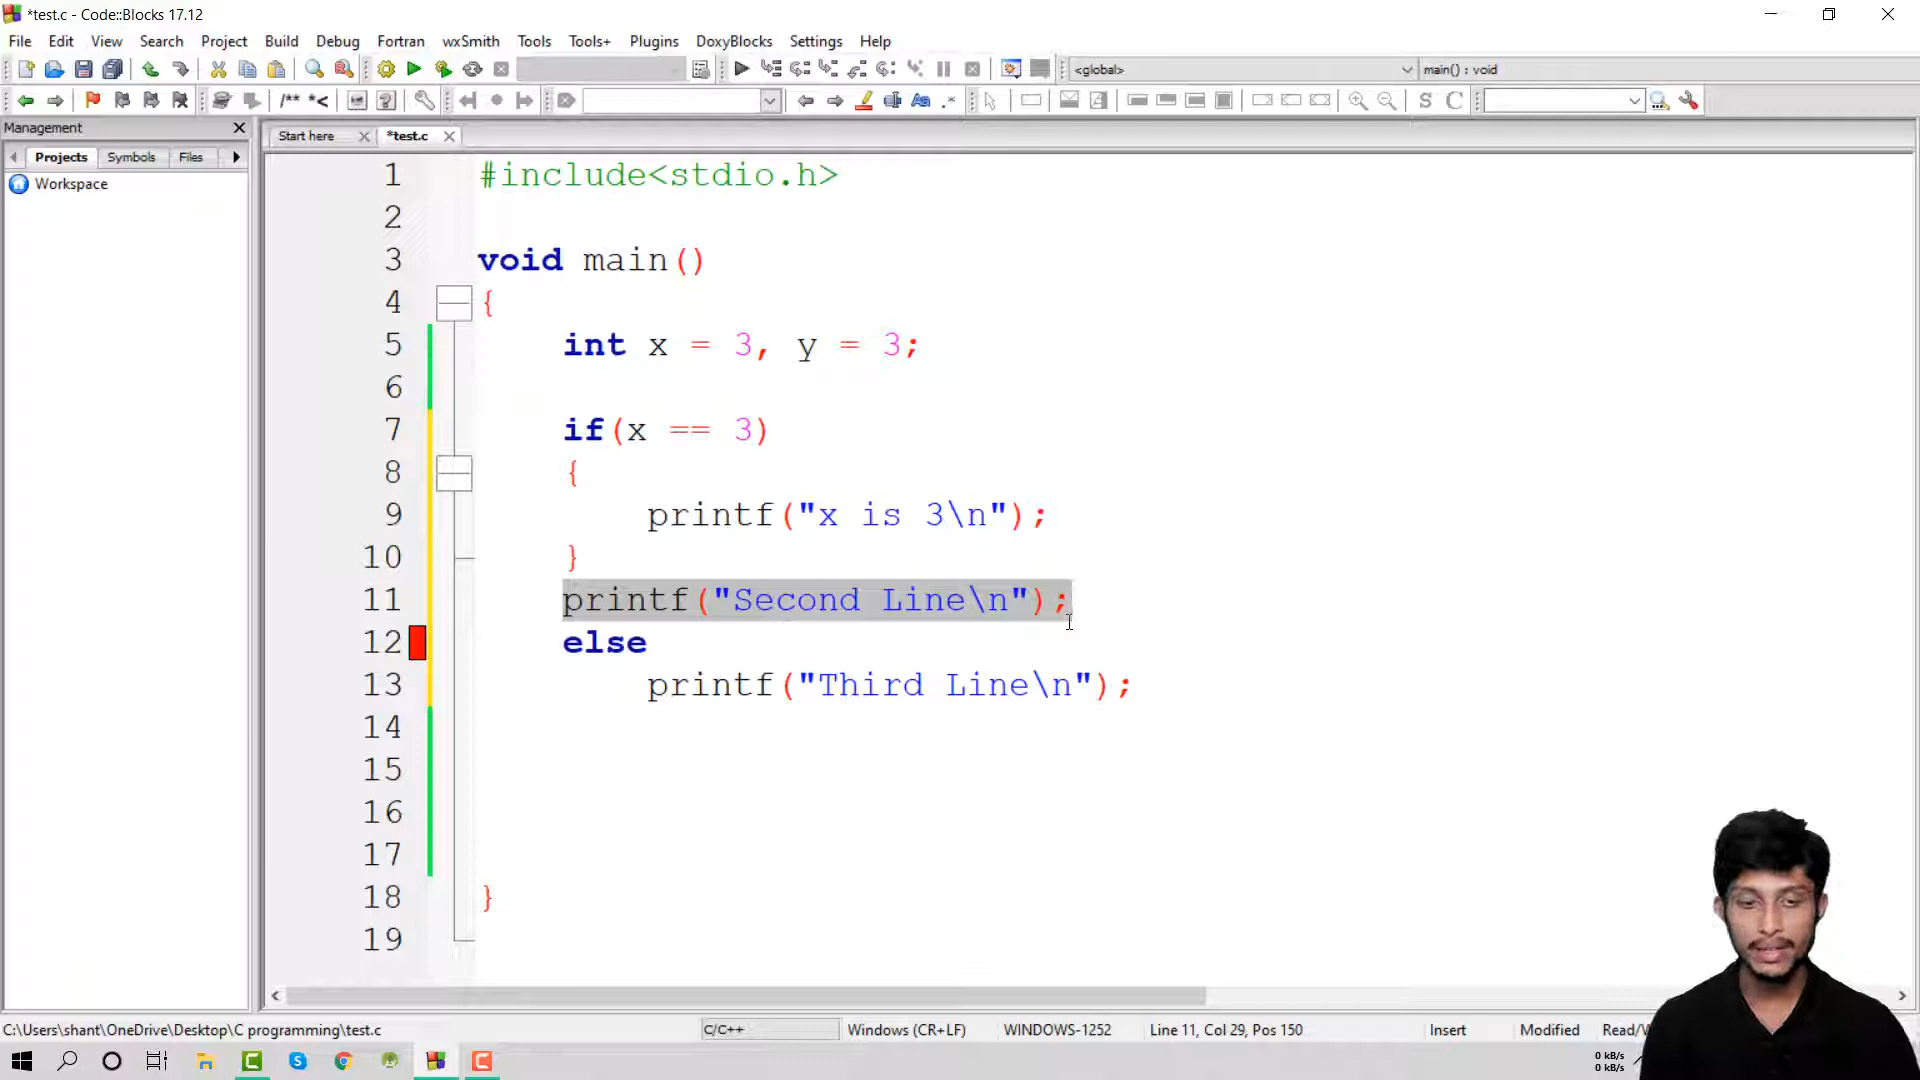 *test.c - Code::Blocks 17.12
File Edit View Search Project Build Debug Fortran wxSmith Tools Tools+ Plugins DoxyBlocks Settings Help
<global> main() : void
/** *< Aa .* S C
Management
Start here *test.c
Projects Symbols Files
Workspace
1 #include<stdio.h>
2
3 void main()
4 {
5 int x = 3, y = 3;
6
7 if(x == 3)
8 {
9 printf("x is 3\n");
10 }
11 printf("Second Line\n");
12 else
13 printf("Third Line\n");
14
15
16
17
18 }
19
C:\Users\shant\OneDrive\Desktop\C programming\test.c C/C++ Windows (CR+LF) WINDOWS-1252 Line 11, Col 29, Pos 150 Insert Modified
0 kB/s
0 kB/s